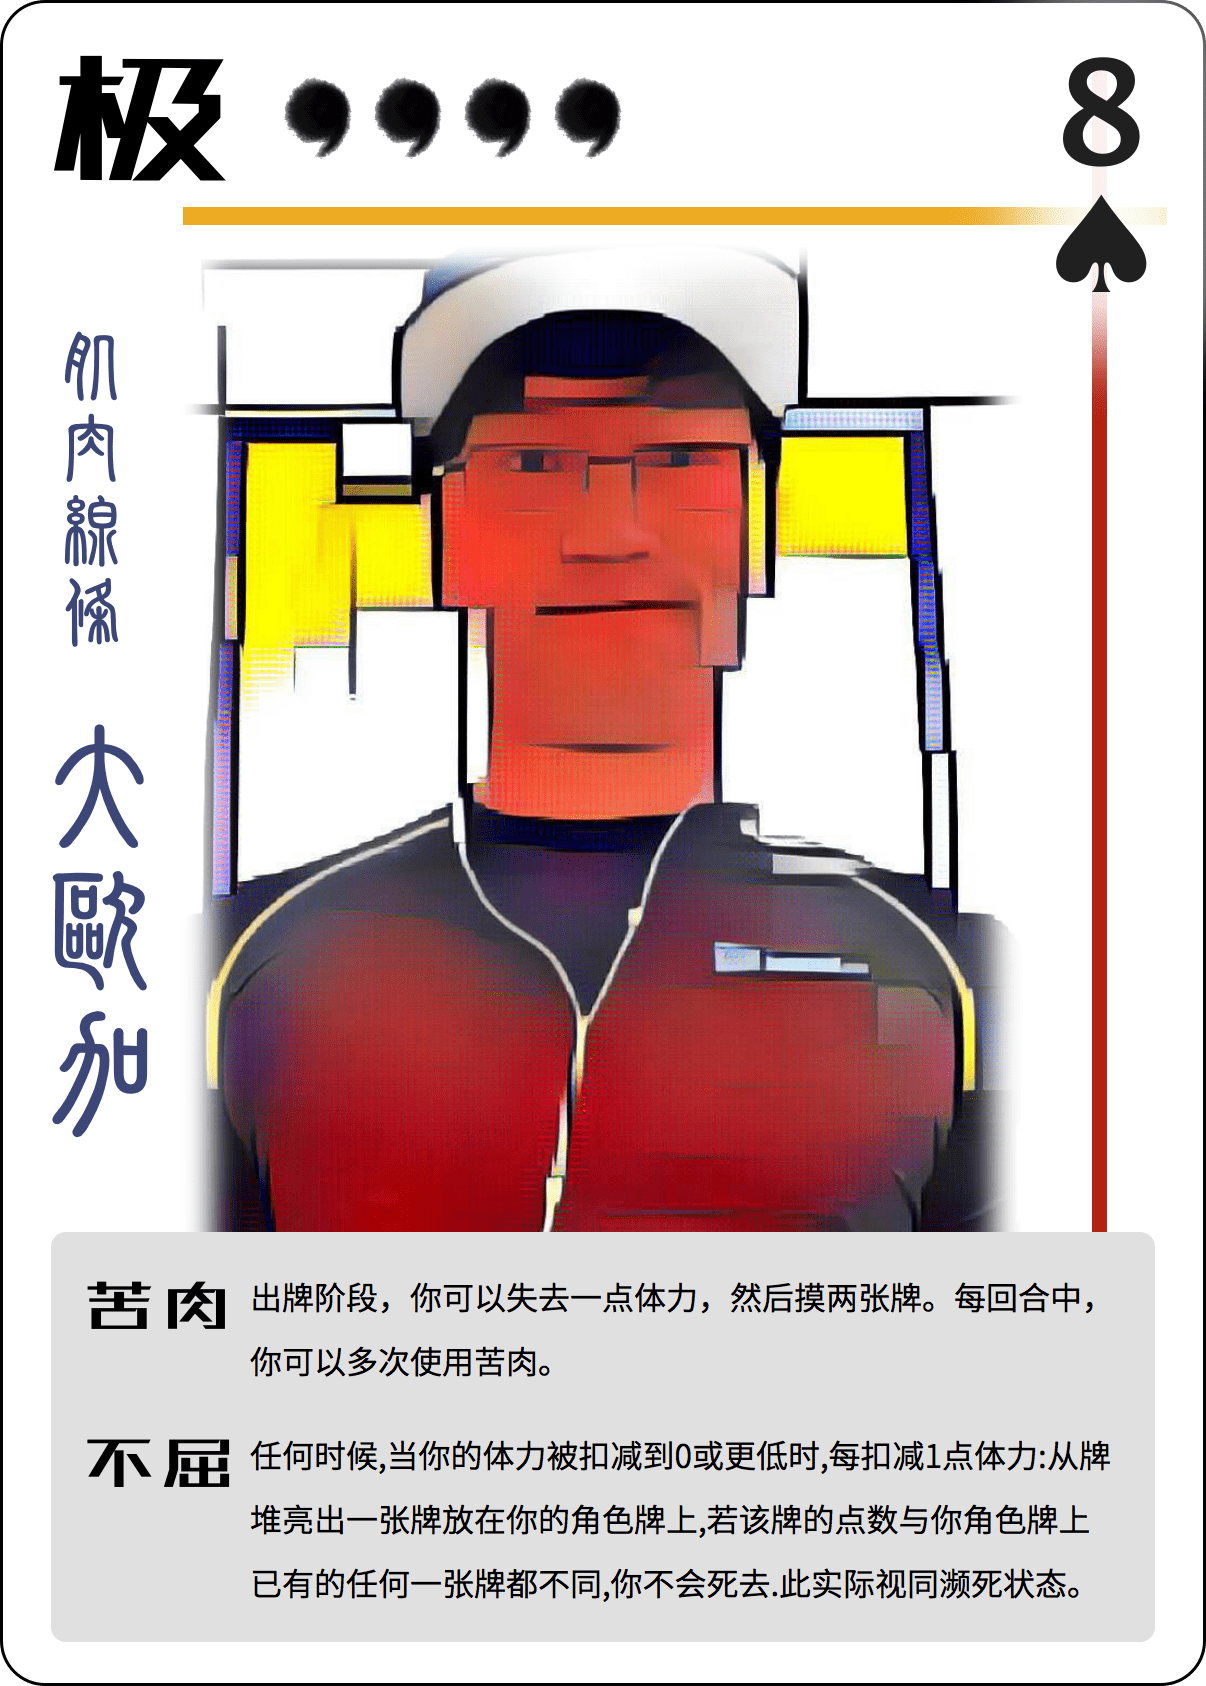 极
8
肌肉線條
大歐加
苦肉 出牌阶段，你可以失去一点体力，然后摸两张牌。每回合中，
你可以多次使用苦肉。
不屈 任何时候,当你的体力被扣减到0或更低时,每扣减1点体力:从牌
堆亮出一张牌放在你的角色牌上,若该牌的点数与你角色牌上
已有的任何一张牌都不同,你不会死去.此实际视同濒死状态。